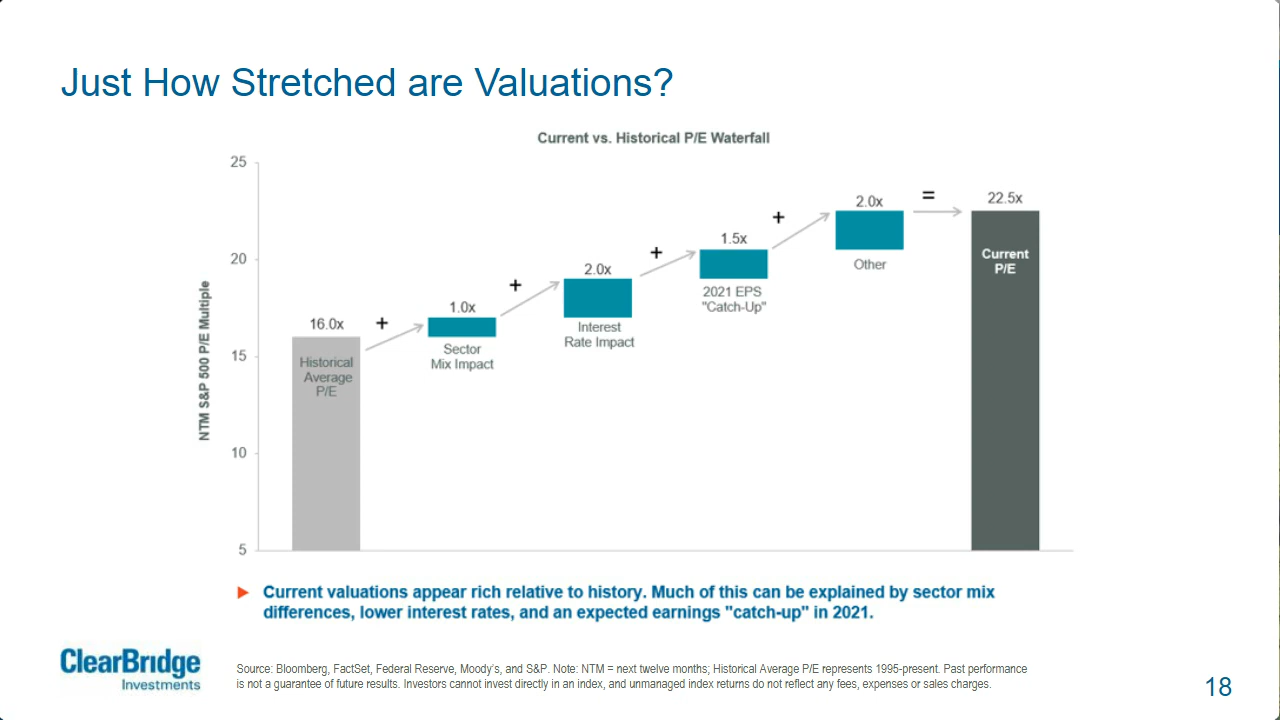 Just How Stretched are Valuations?
Current vs. Historical P/E Waterfall
NTM S&P 500 P/E Multiple
25
20
15
10
5
16.0x
Historical
Average
P/E
+
1.0x
Sector
Mix Impact
+
2.0x
Interest
Rate Impact
+
1.5x
2021 EPS
"Catch-Up"
+
2.0x
Other
=
22.5x
Current
P/E
Current valuations appear rich relative to history. Much of this can be explained by sector mix
differences, lower interest rates, and an expected earnings "catch-up" in 2021.
ClearBridge
Investments
Source: Bloomberg, FactSet, Federal Reserve, Moody's, and S&P. Note: NTM = next twelve months; Historical Average P/E represents 1995-present. Past performance
is not a guarantee of future results. Investors cannot invest directly in an index, and unmanaged index returns do not reflect any fees, expenses or sales charges.
18